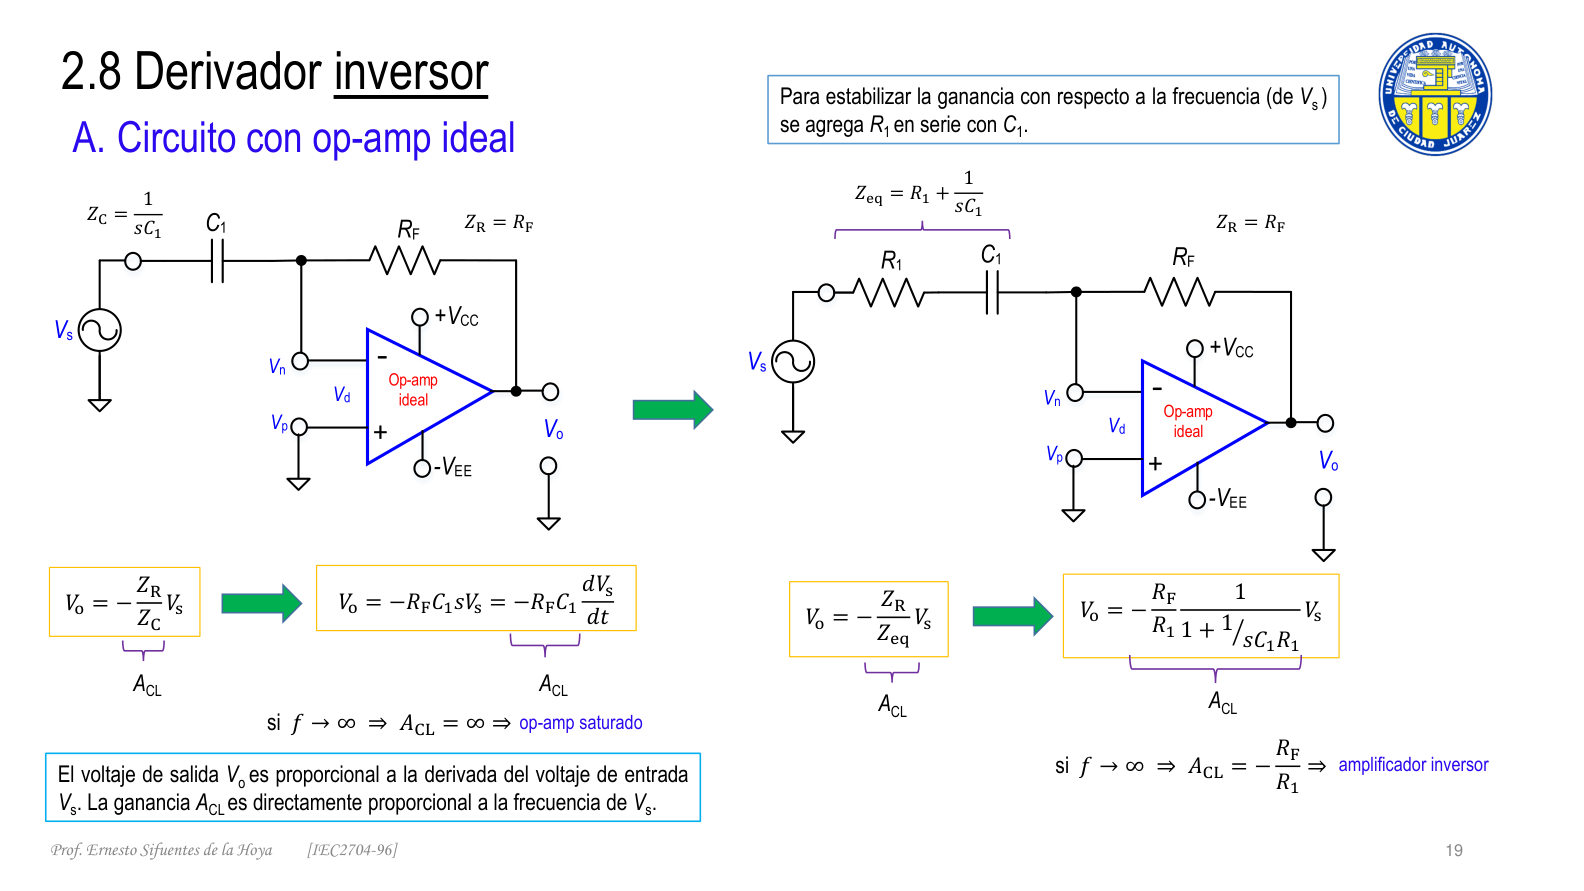 2.8 Derivador inversor
A. Circuito con op-amp ideal
Para estabilizar la ganancia con respecto a la frecuencia (de Vs)
se agrega R1 en serie con C1.
UNIVERSIDAD AUTONOMA
DE CIUDAD JUAREZ
ZC = 1/sC1
C1
RF
ZR = RF
Vs
+VCC
Vn
-
Op-amp
ideal
Vd
Vp
+
-VEE
Vo
Zeq = R1 + 1/sC1
ZR = RF
R1
C1
RF
Vs
+VCC
Vn
-
Op-amp
ideal
Vd
Vp
+
-VEE
Vo
Vo = −ZR/ZC Vs
ACL
Vo = −RFC1sVs = −RFC1 dVs/dt
ACL
si f → ∞ ⇒ ACL = ∞ ⇒ op-amp saturado
El voltaje de salida Vo es proporcional a la derivada del voltaje de entrada
Vs. La ganancia ACL es directamente proporcional a la frecuencia de Vs.
Vo = −ZR/Zeq Vs
ACL
Vo = −RF/R1 1/(1 + 1/sC1R1) Vs
ACL
si f → ∞ ⇒ ACL = −RF/R1 ⇒ amplificador inversor
Prof. Ernesto Sifuentes de la Hoya [IEC2704-96]
19